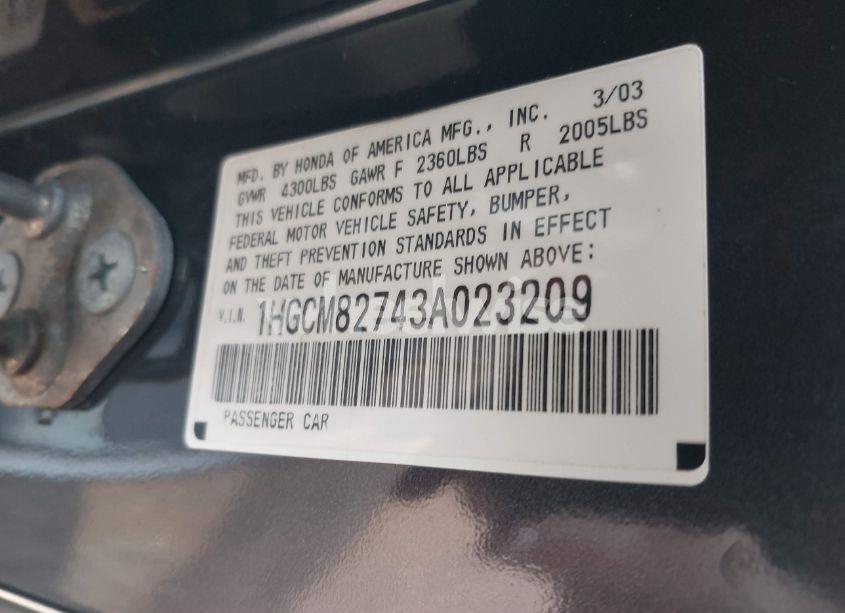 3/03
MFD. BY HONDA OF AMERICA MFG., INC.
GVWR 4300LBS GAWR F 2360LBS R 2005LBS
THIS VEHICLE CONFORMS TO ALL APPLICABLE
FEDERAL MOTOR VEHICLE SAFETY, BUMPER,
AND THEFT PREVENTION STANDARDS IN EFFECT
ON THE DATE OF MANUFACTURE SHOWN ABOVE:
V.I.N. 1HGCM82743A023209
PASSENGER CAR